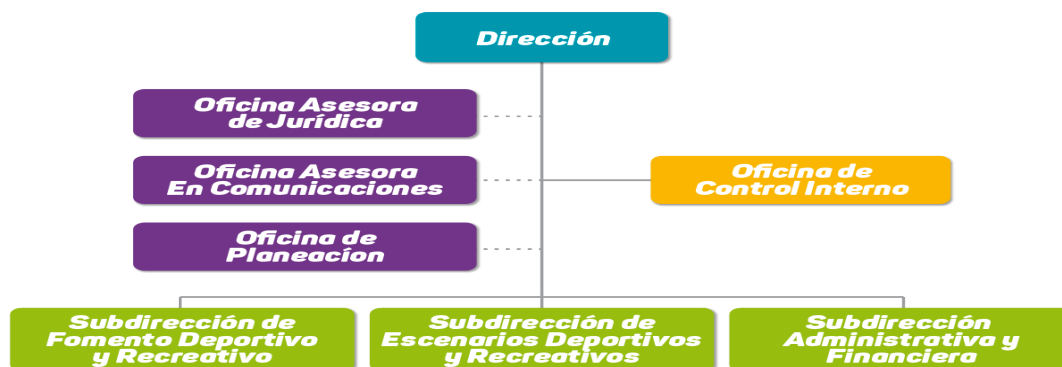 Dirección
Oficina Asesora
de Jurídica
Oficina Asesora
En Comunicaciones
Oficina de
Control Interno
Oficina de
Planeacíon
Subdirección de
Fomento Deportivo
y Recreativo
Subdirección de
Escenarios Deportivos
y Recreativos
Subdirección
Administrativa y
Financiera